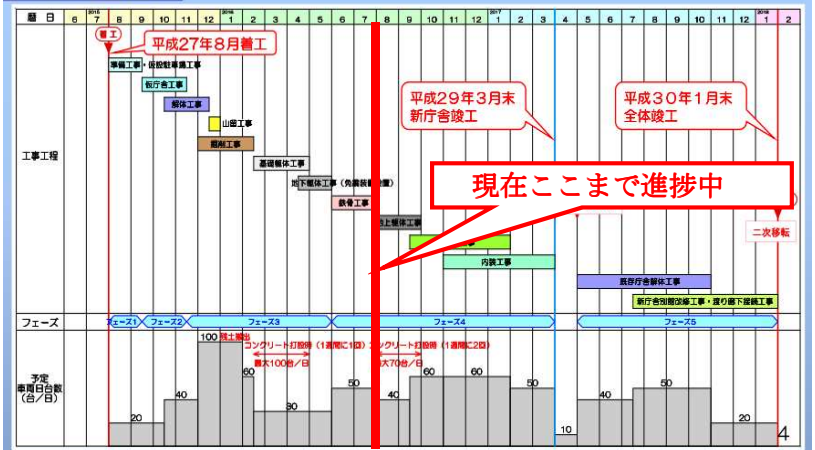 暦 日 6 2015 7 8 9 10 11 12 2016 1 2 3 4 5 6 7 8 9 10 11 12 2017 1 2 3 4 5 6 7 8 9 10 11 12 2018 1 2
着工
平成27年8月着工
準備工事・仮設駐車場工事
仮庁舎工事
解体工事
山留工事
掘削工事
平成29年3月末
新庁舎竣工
平成30年1月末
全体竣工
工事工程
基礎躯体工事
地下躯体工事(免震装置 置)
鉄骨工事
現在ここまで進捗中
上躯体工事
事
内装工事
二次移転
既存庁舎解体工事
新庁舎別館改修工事・渡り廊下接続工事
フェーズ
フェーズ1 フェーズ2 フェーズ3 フェーズ4 フェーズ5
予定
車両日台数
(台/日)
100 残土搬出
コンクリート打設時(1週間に1回) コンクリート打設時(1週間に2回)
最大100台/日 大70台/日
20 40 60 30 50 40 60 60 50 10 40 50 20
4